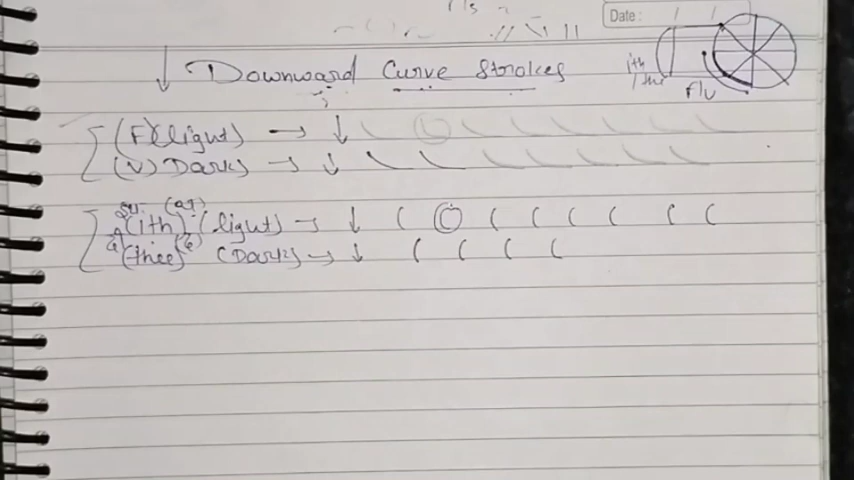 Date:
↓ Downward Curve Strokes
ith
/thee
F/V
(F) (light) → ↓
(V) Dark) → ↓
(ith) (light) → ↓ ( ( ( ( ( ( ( (
(thee) (Dark) → ↓ ( ( ( (